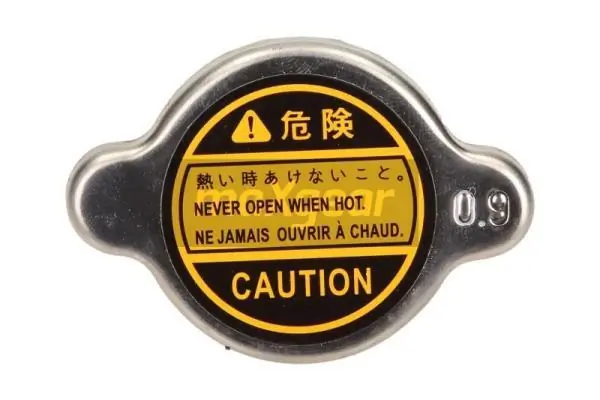 危険
熱い時あけないこと。
NEVER OPEN WHEN HOT.
NE JAMAIS OUVRIR À CHAUD.
CAUTION
0.9
maxgear